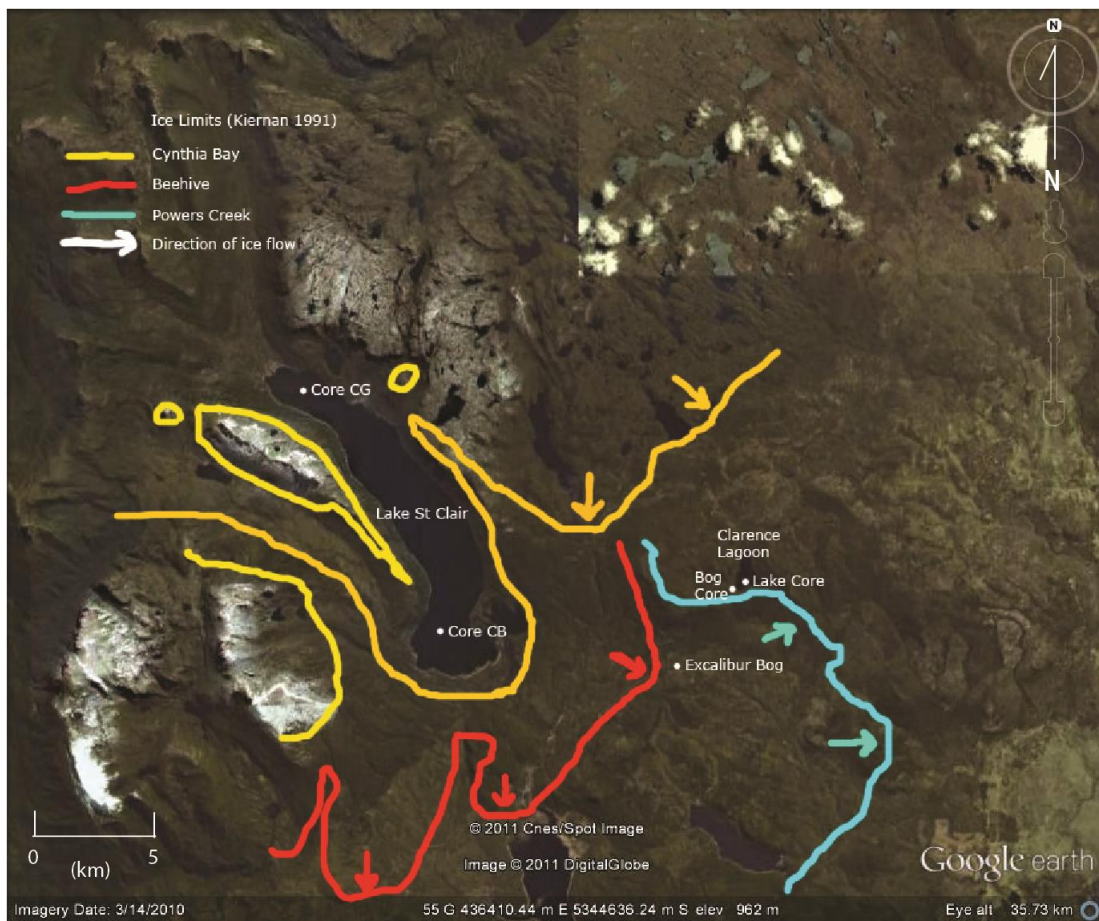 N
Ice Limits (Kiernan 1991)
Cynthia Bay
Beehive
Powers Creek
Direction of ice flow
N
Core CG
Lake St Clair
Clarence
Lagoon
Bog
Core
Lake Core
Core CB
Excalibur Bog
0 5
(km)
© 2011 Cnes/Spot Image
Image © 2011 DigitalGlobe
Google earth
Imagery Date: 3/14/2010 55 G 436410.44 m E 5344636.24 m S elev 962 m Eye alt 35.73 km